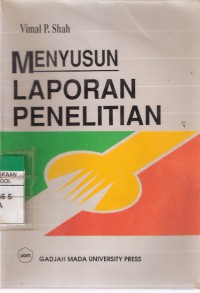 Vimal P. Shah
MENYUSUN
LAPORAN
PENELITIAN
GADJAH MADA UNIVERSITY PRESS